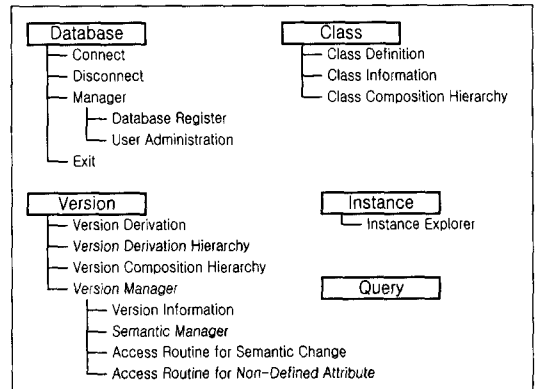 Database
Connect
Disconnect
Manager
Database Register
User Administration
Exit
Class
Class Definition
Class Information
Class Composition Hierarchy
Version
Version Derivation
Version Derivation Hierarchy
Version Composition Hierarchy
Version Manager
Version Information
Semantic Manager
Access Routine for Semantic Change
Access Routine for Non-Defined Attribute
Instance
Instance Explorer
Query